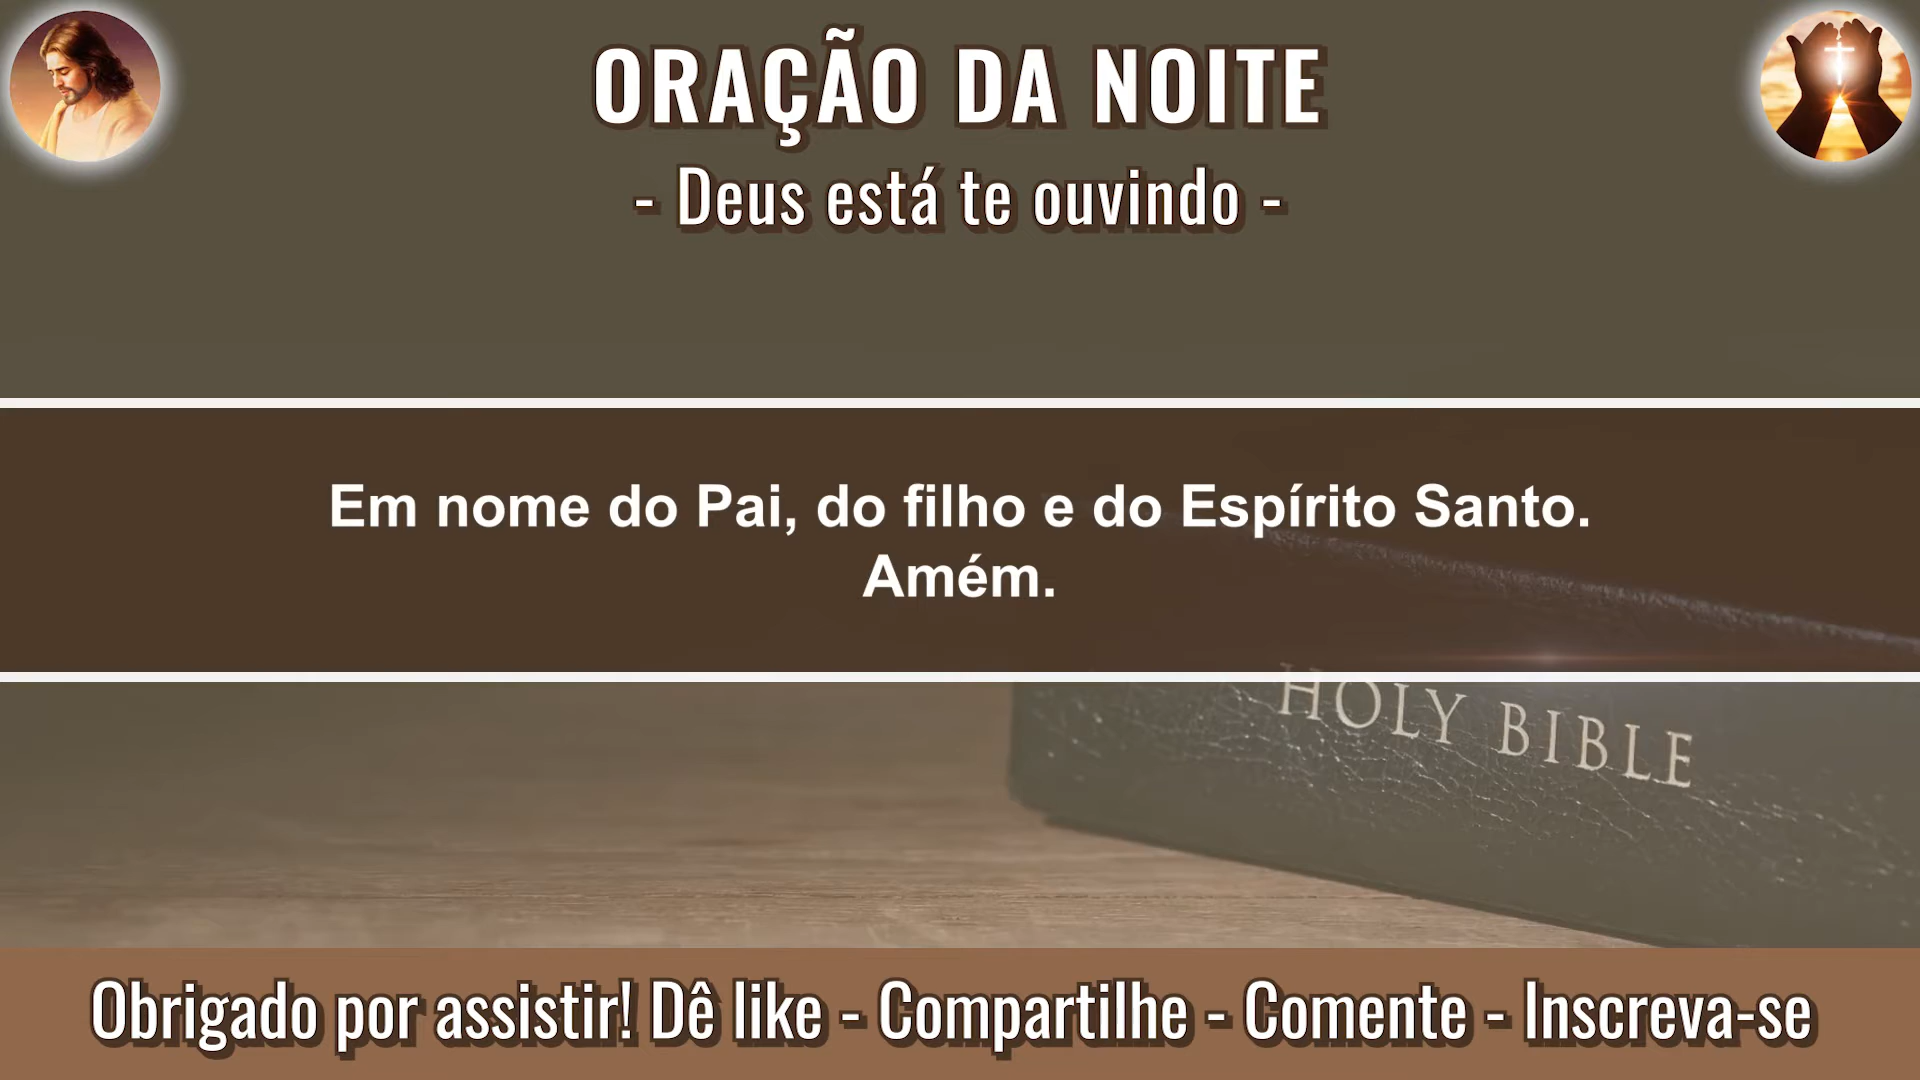 ORAÇÃO DA NOITE
- Deus está te ouvindo -
Em nome do Pai, do filho e do Espírito Santo.
Amém.
HOLY BIBLE
Obrigado por assistir! Dê like - Compartilhe - Comente - Inscreva-se